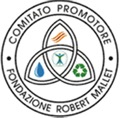 COMITATO PROMOTORE
FONDAZIONE ROBERT MALLET